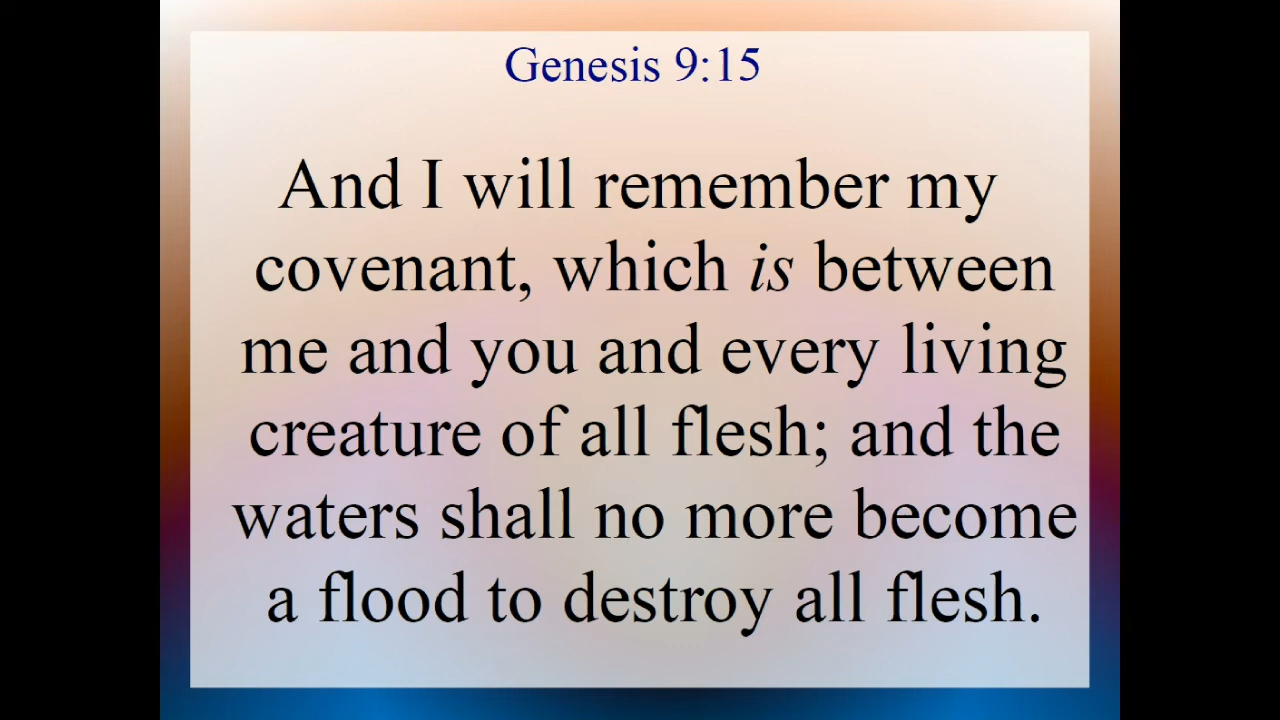 Genesis 9:15
And I will remember my
covenant, which is between
me and you and every living
creature of all flesh; and the
waters shall no more become
a flood to destroy all flesh.